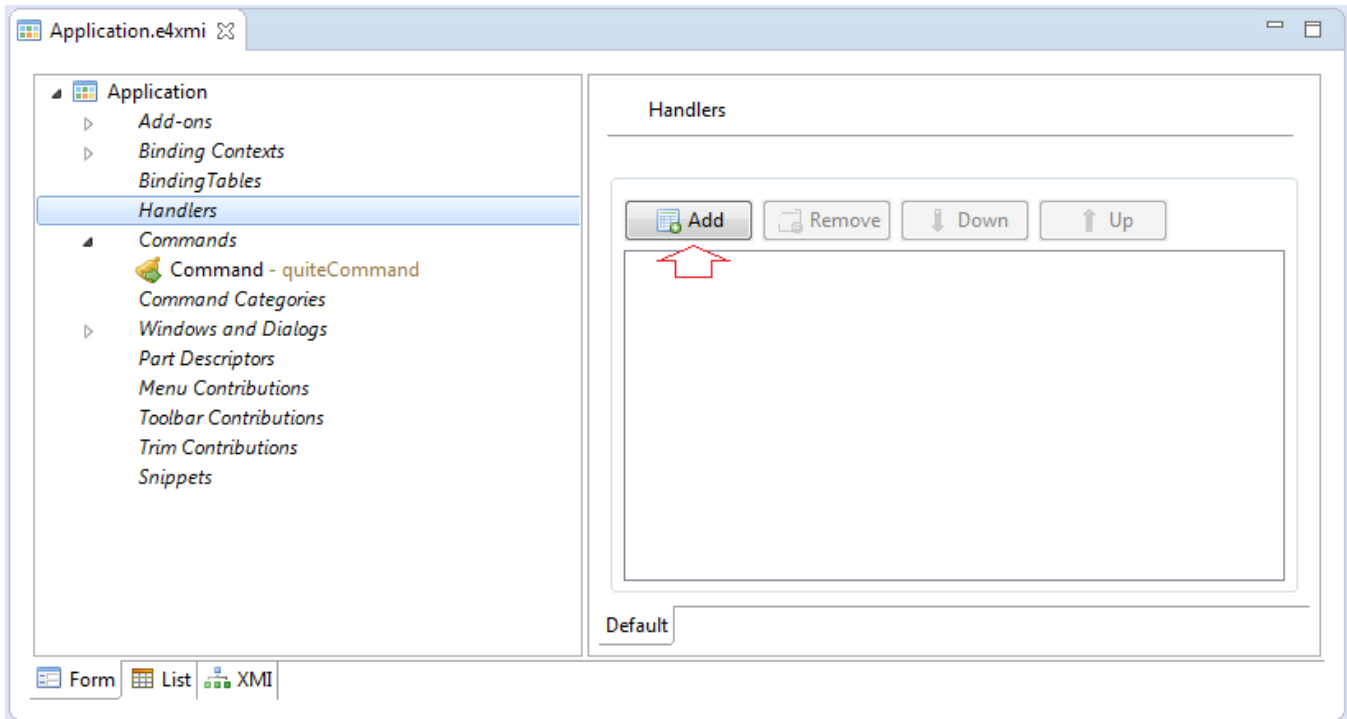 Application.e4xmi
Application
Add-ons
Binding Contexts
BindingTables
Handlers
Commands
Command - quiteCommand
Command Categories
Windows and Dialogs
Part Descriptors
Menu Contributions
Toolbar Contributions
Trim Contributions
Snippets
Handlers
Add Remove Down Up
Default
Form List XMI